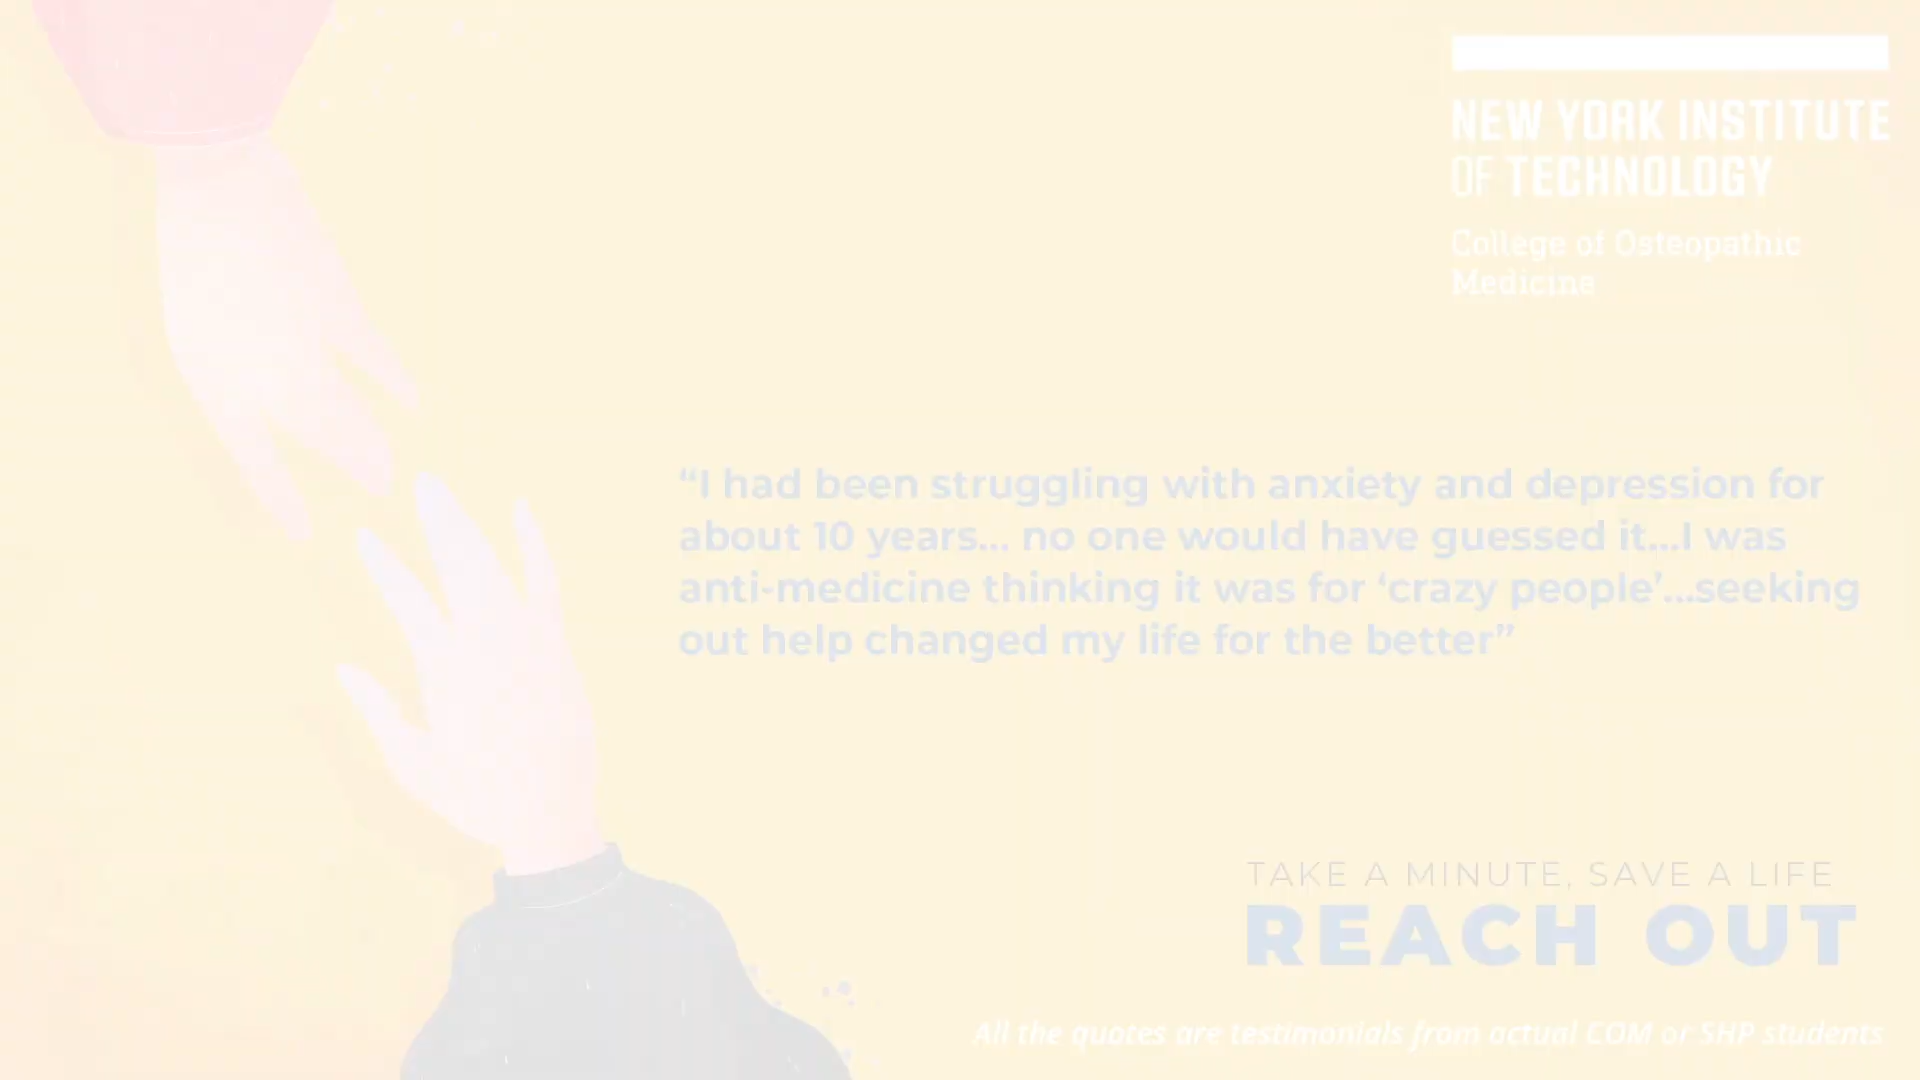 NEW YORK INSTITUTE
OF TECHNOLOGY
College of Osteopathic
Medicine
“I had been struggling with anxiety and depression for
about 10 years... no one would have guessed it...I was
anti-medicine thinking it was for ‘crazy people’...seeking
out help changed my life for the better”
TAKE A MINUTE, SAVE A LIFE
REACH OUT
All the quotes are testimonials from actual COM or SHP students